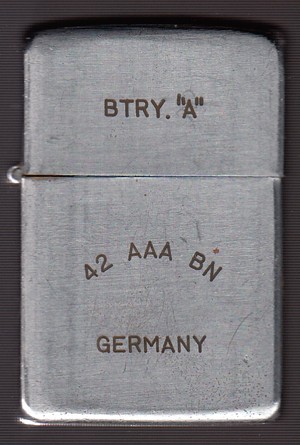 BTRY. "A"
42 AAA BN
GERMANY